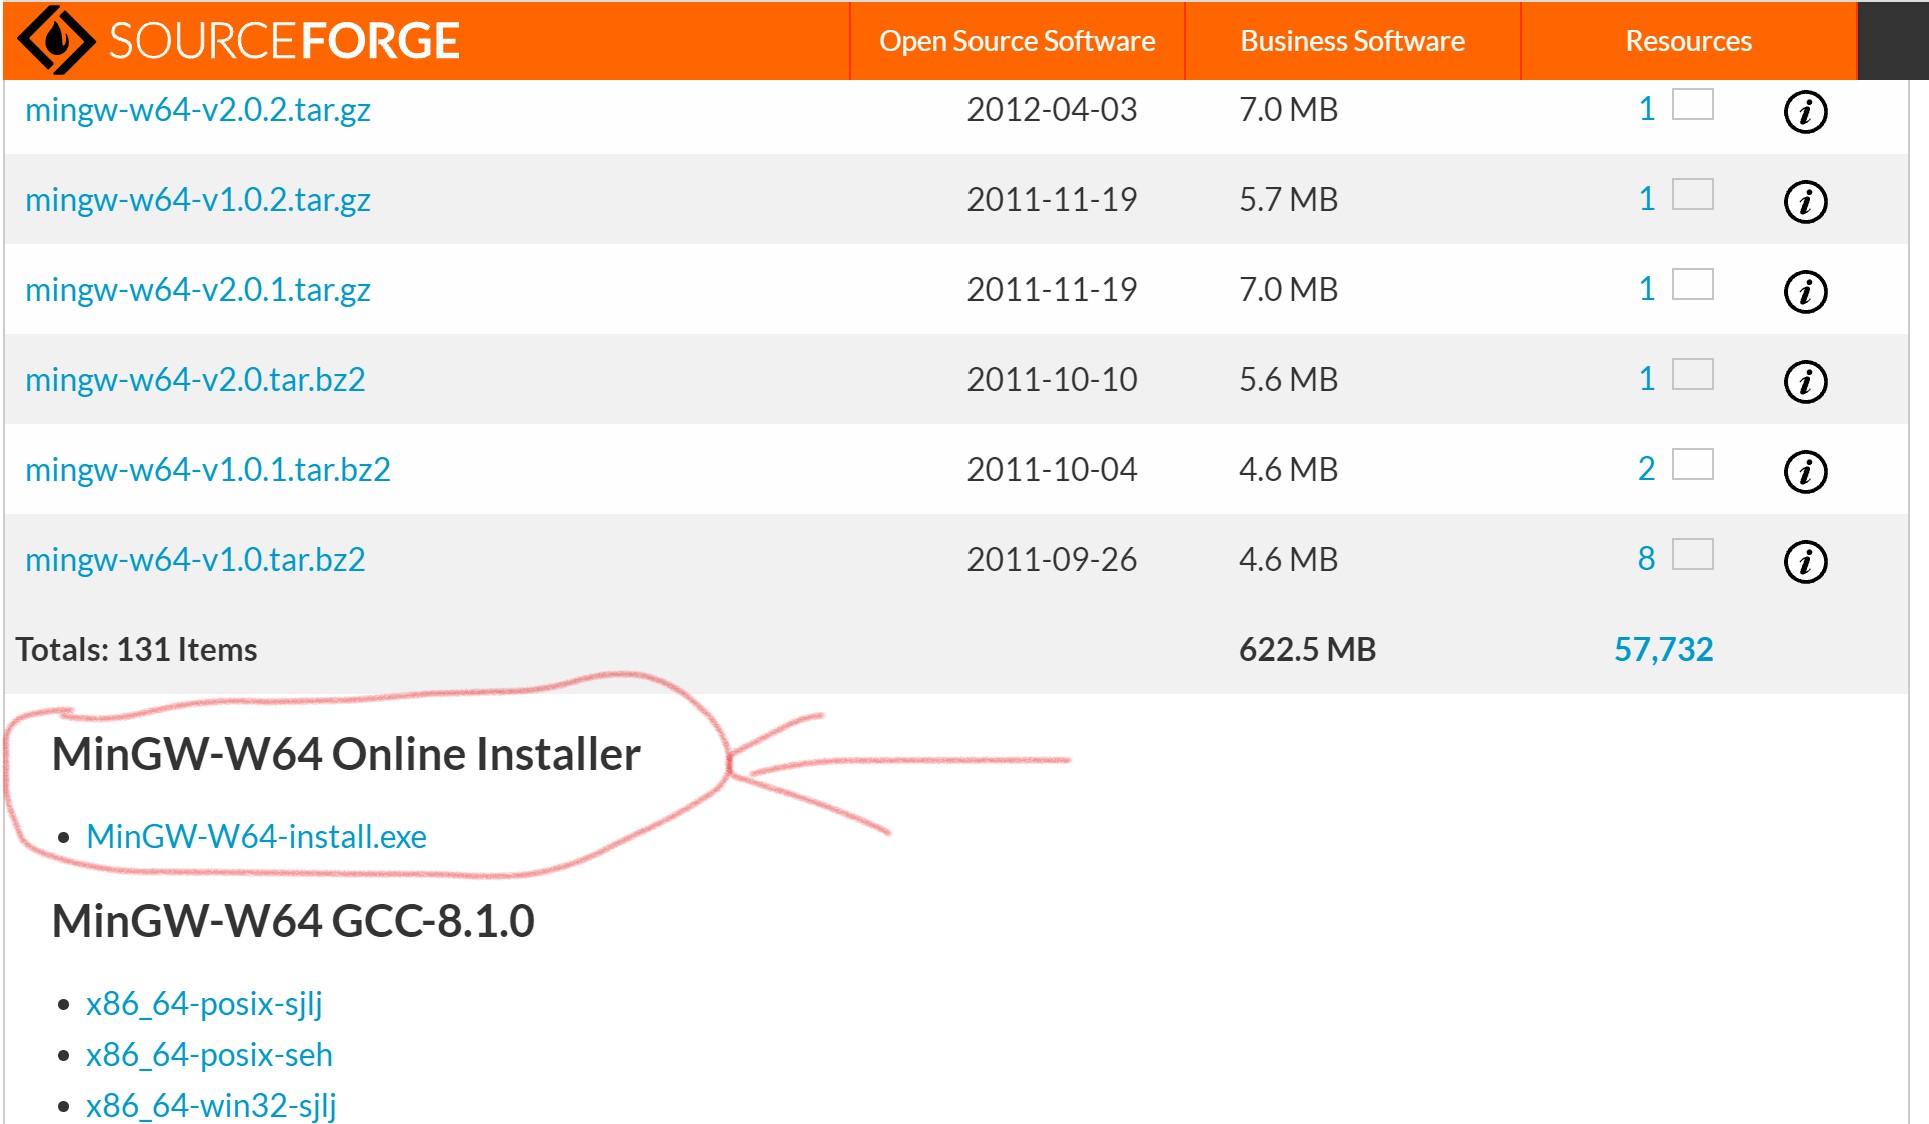 SOURCEFORGE Open Source Software Business Software Resources
mingw-w64-v2.0.2.tar.gz 2012-04-03 7.0 MB 1 i
mingw-w64-v1.0.2.tar.gz 2011-11-19 5.7 MB 1 i
mingw-w64-v2.0.1.tar.gz 2011-11-19 7.0 MB 1 i
mingw-w64-v2.0.tar.bz2 2011-10-10 5.6 MB 1 i
mingw-w64-v1.0.1.tar.bz2 2011-10-04 4.6 MB 2 i
mingw-w64-v1.0.tar.bz2 2011-09-26 4.6 MB 8 i
Totals: 131 Items 622.5 MB 57,732
MinGW-W64 Online Installer
• MinGW-W64-install.exe
MinGW-W64 GCC-8.1.0
• x86_64-posix-sjlj
• x86_64-posix-seh
• x86_64-win32-sjlj